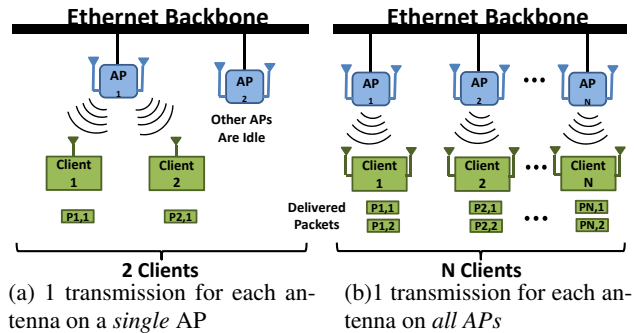 Ethernet Backbone
AP
1
AP
2
Other APs
Are Idle
Client
1
Client
2
P1,1
P2,1
2 Clients
(a) 1 transmission for each an-
tenna on a single AP
Ethernet Backbone
AP
1
AP
2
•••
AP
N
Client
1
Client
2
•••
Client
N
Delivered
Packets
P1,1
P2,1
•••
PN,1
P1,2
P2,2
PN,2
N Clients
(b)1 transmission for each an-
tenna on all APs